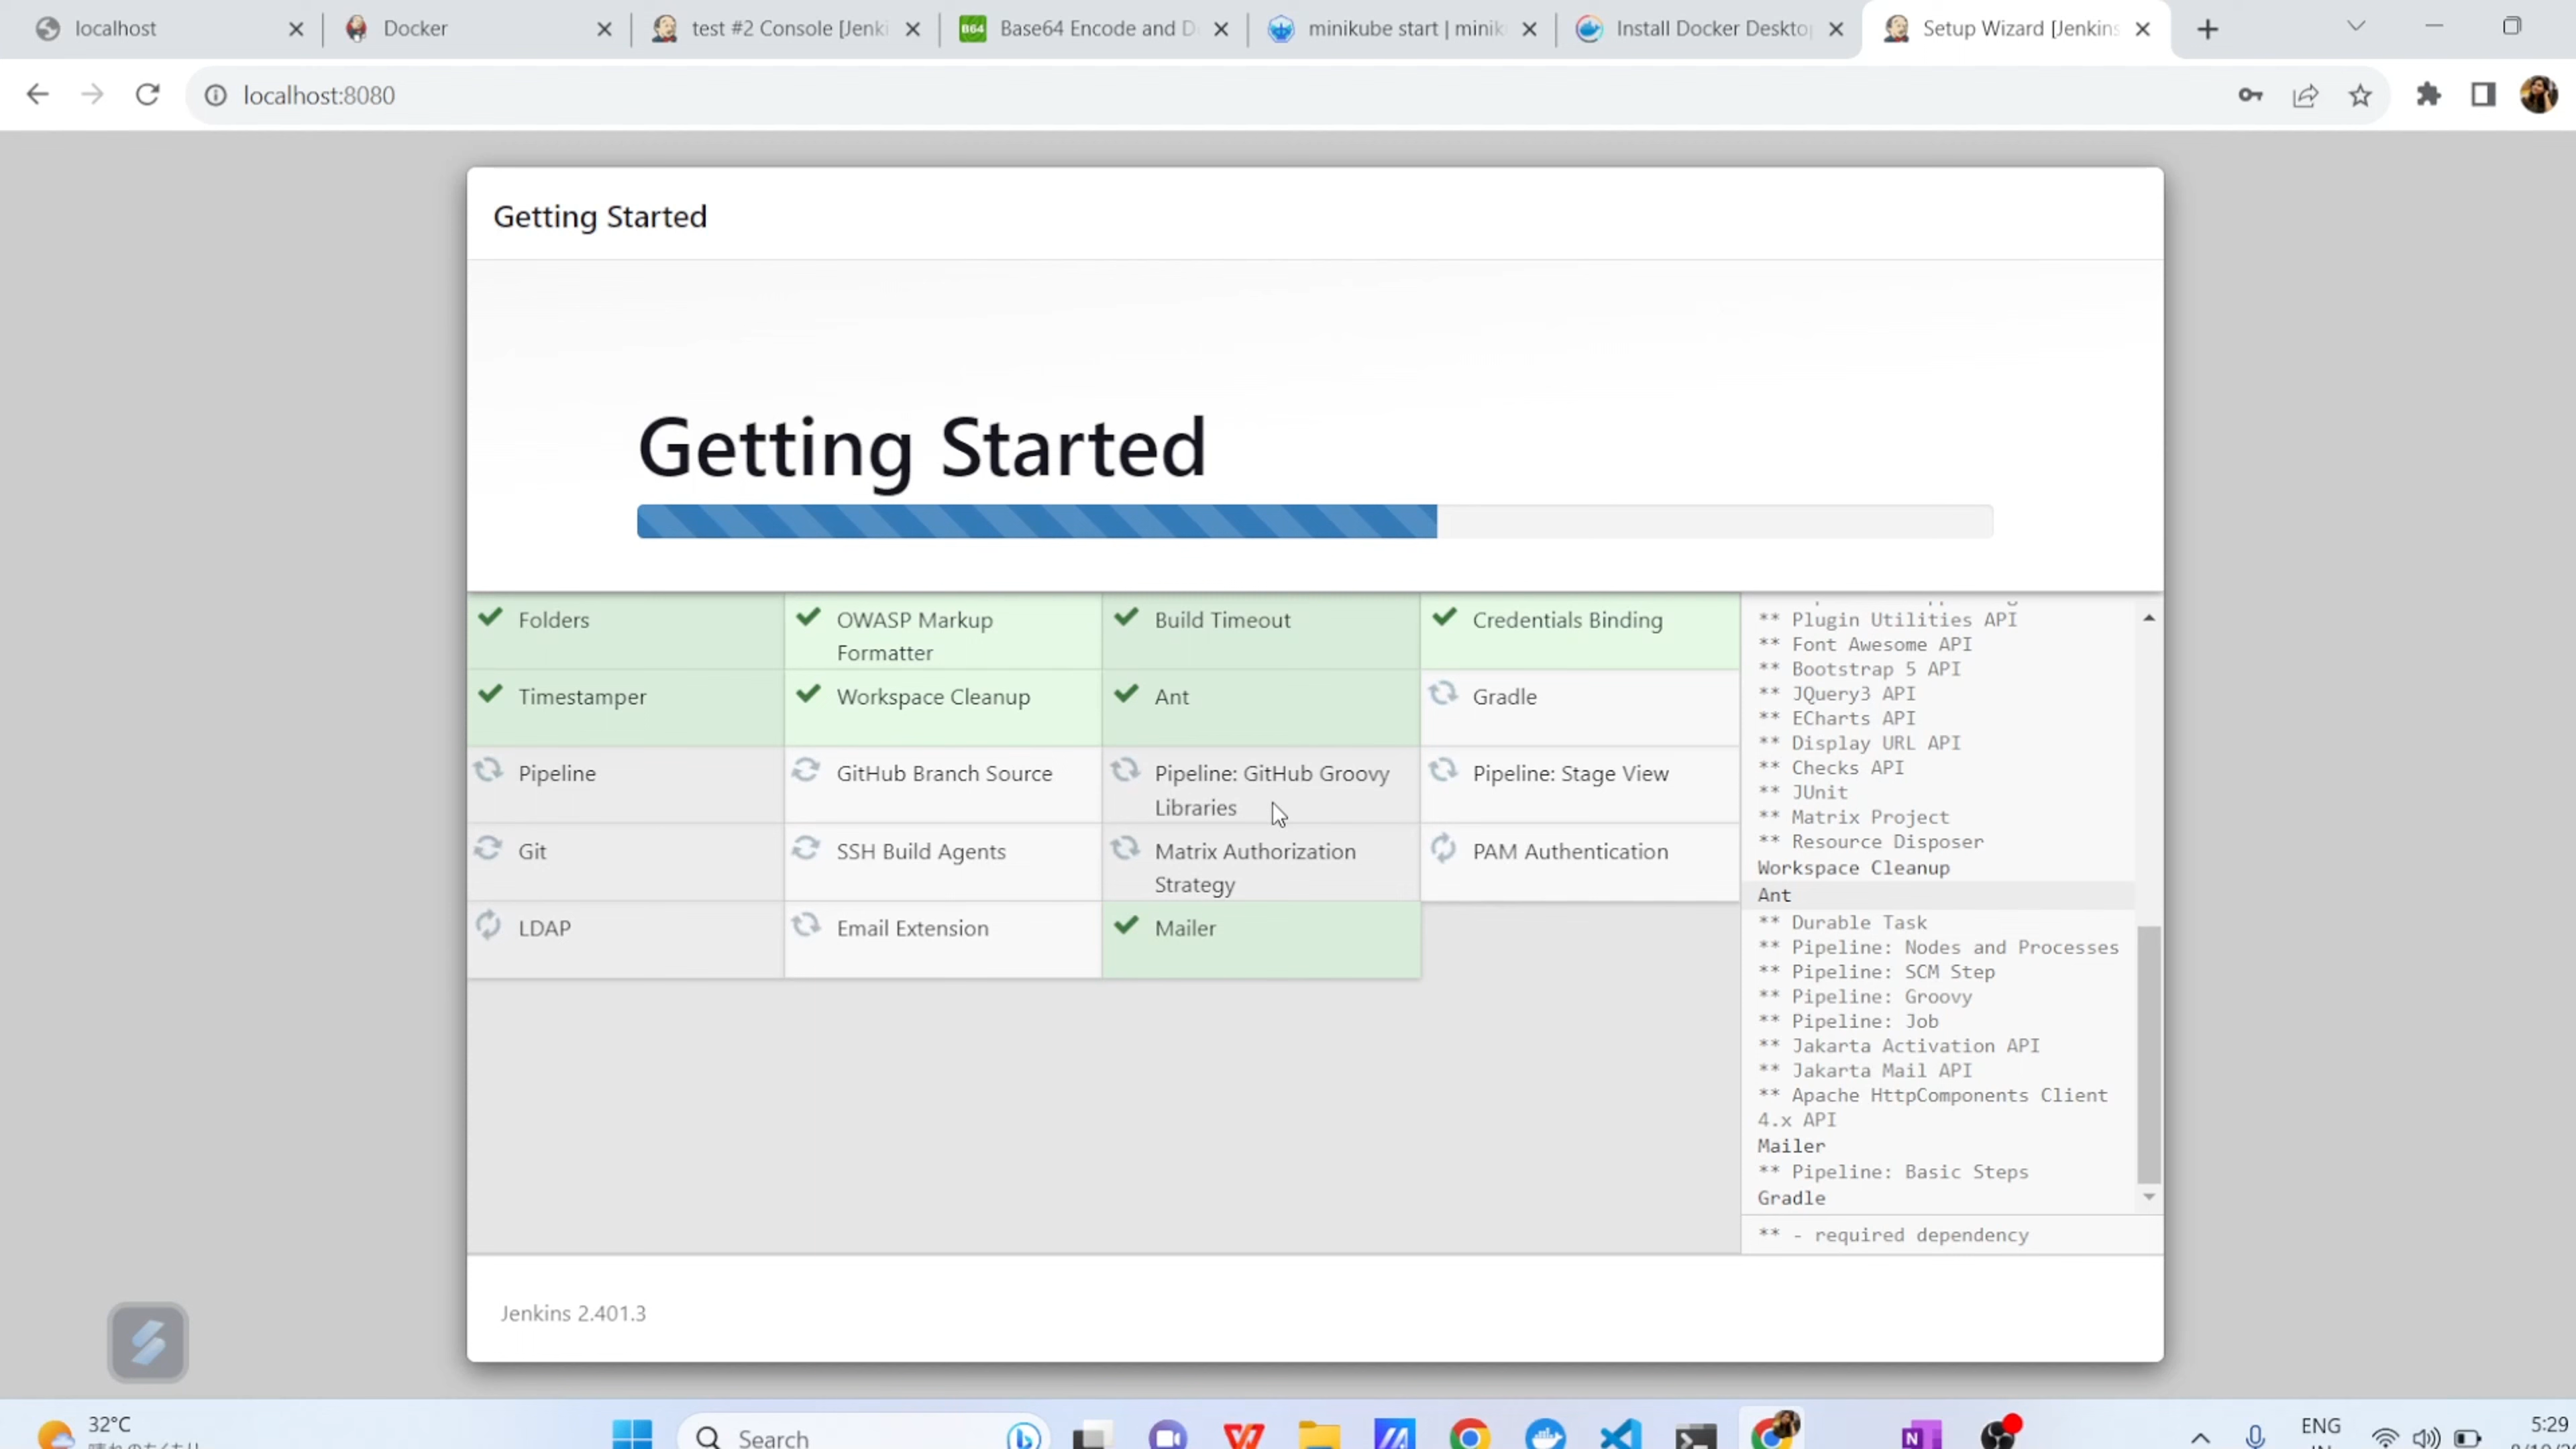 localhost
Docker
test #2 Console [Jenki
Base64 Encode and D
minikube start | minik
Install Docker Deskto
Setup Wizard [Jenkins
localhost:8080
Getting Started
Getting Started
Folders
OWASP Markup
Formatter
Build Timeout
Credentials Binding
Timestamper
Workspace Cleanup
Ant
Gradle
Pipeline
GitHub Branch Source
Pipeline: GitHub Groovy
Libraries
Pipeline: Stage View
Git
SSH Build Agents
Matrix Authorization
Strategy
PAM Authentication
LDAP
Email Extension
Mailer
** Plugin Utilities API
** Font Awesome API
** Bootstrap 5 API
** JQuery3 API
** ECharts API
** Display URL API
** Checks API
** JUnit
** Matrix Project
** Resource Disposer
Workspace Cleanup
Ant
** Durable Task
** Pipeline: Nodes and Processes
** Pipeline: SCM Step
** Pipeline: Groovy
** Pipeline: Job
** Jakarta Activation API
** Jakarta Mail API
** Apache HttpComponents Client
4.x API
Mailer
** Pipeline: Basic Steps
Gradle
** - required dependency
Jenkins 2.401.3
32°C
Search
ENG
5:29